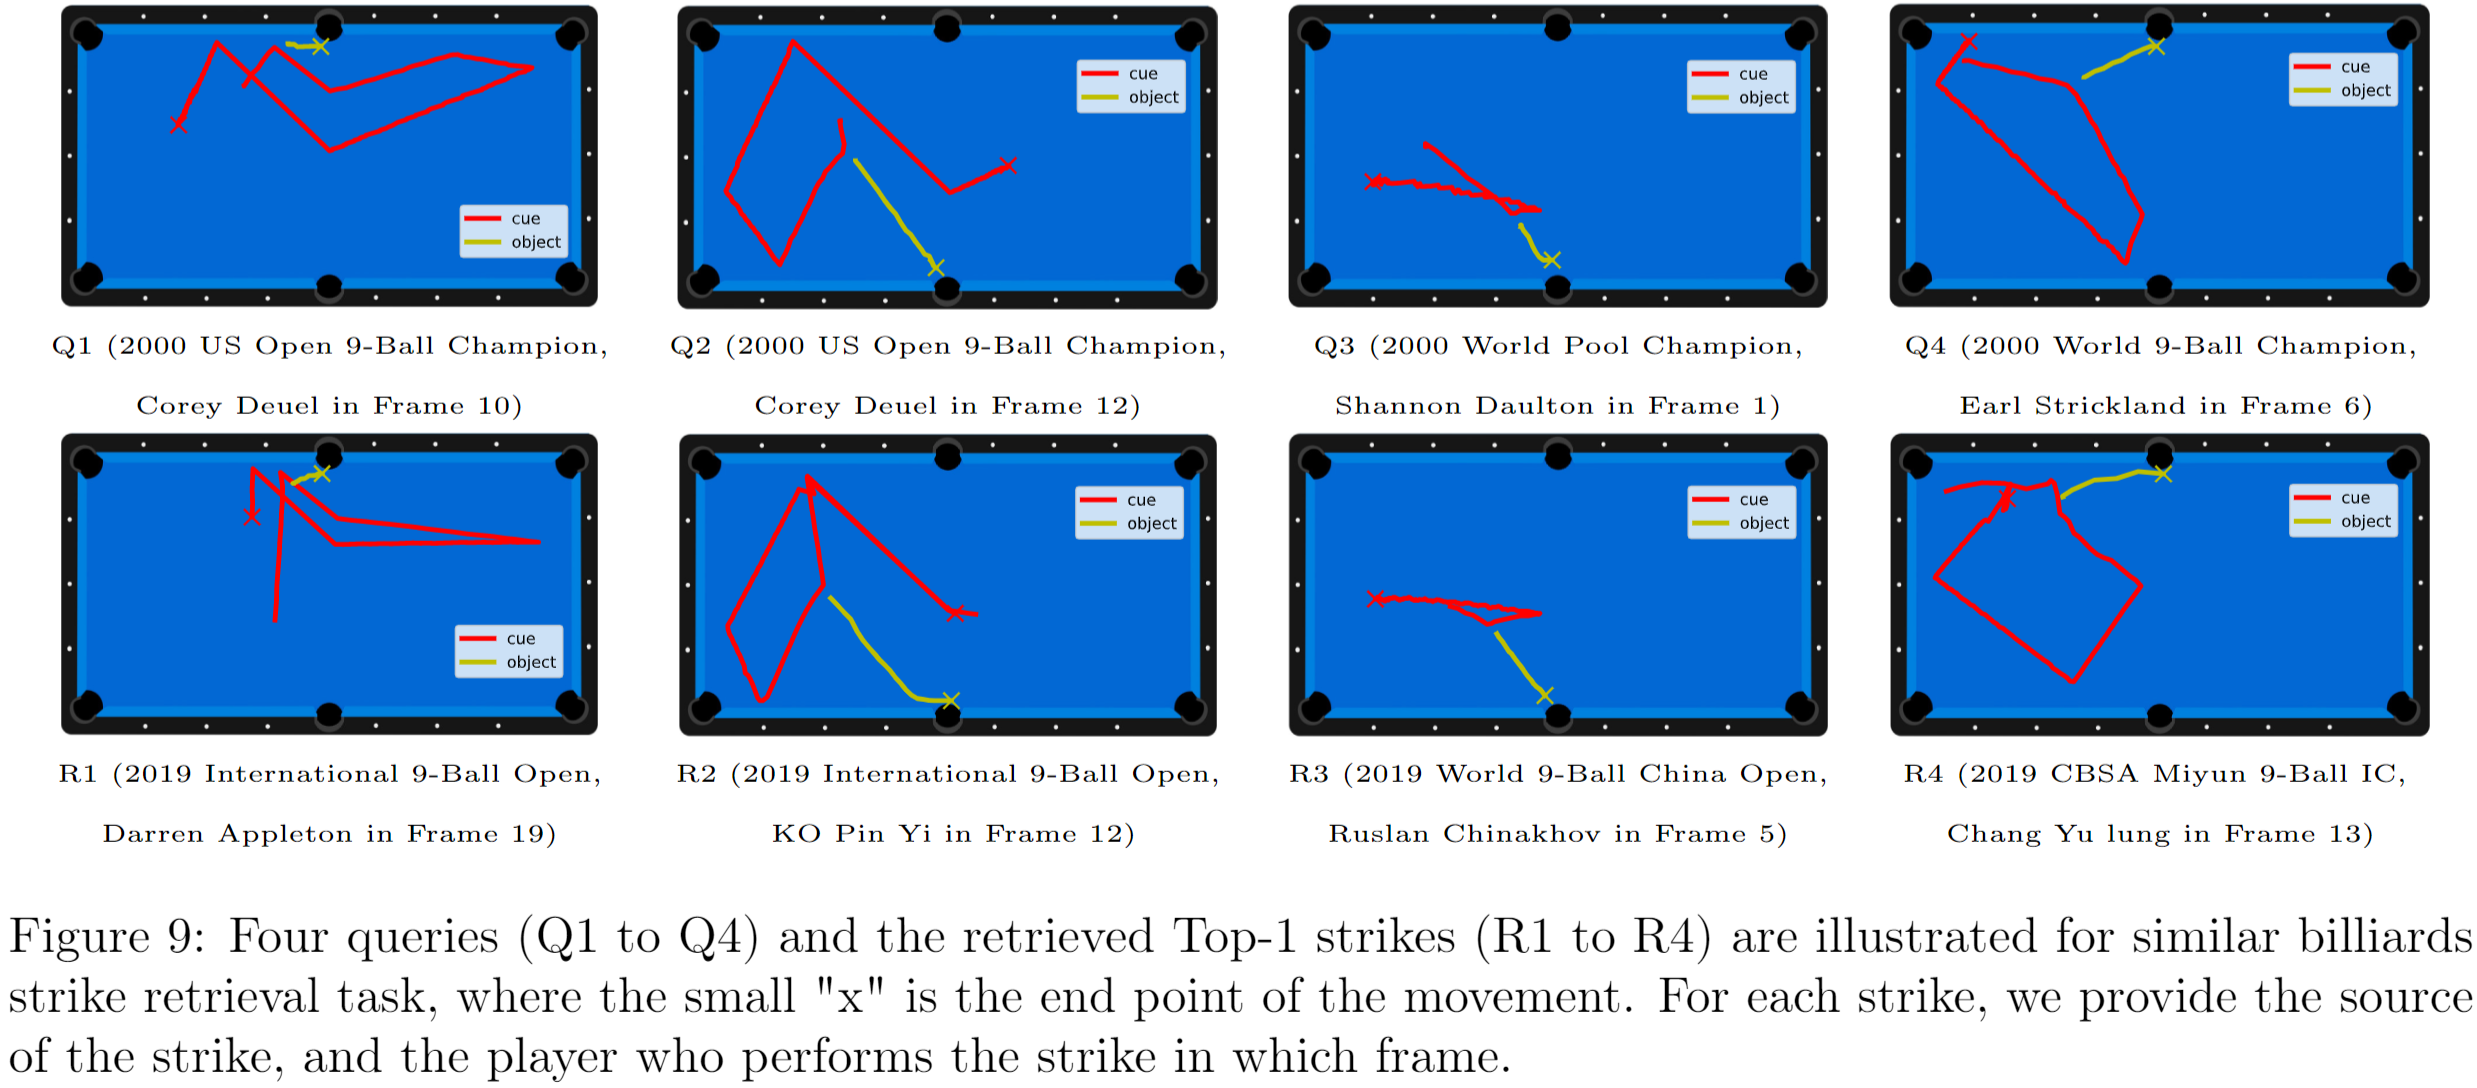 cue
object
cue
object
cue
object
cue
object
Q1 (2000 US Open 9-Ball Champion,
Corey Deuel in Frame 10)
Q2 (2000 US Open 9-Ball Champion,
Corey Deuel in Frame 12)
Q3 (2000 World Pool Champion,
Shannon Daulton in Frame 1)
Q4 (2000 World 9-Ball Champion,
Earl Strickland in Frame 6)
cue
object
cue
object
cue
object
cue
object
R1 (2019 International 9-Ball Open,
Darren Appleton in Frame 19)
R2 (2019 International 9-Ball Open,
KO Pin Yi in Frame 12)
R3 (2019 World 9-Ball China Open,
Ruslan Chinakhov in Frame 5)
R4 (2019 CBSA Miyun 9-Ball IC,
Chang Yu lung in Frame 13)
Figure 9: Four queries (Q1 to Q4) and the retrieved Top-1 strikes (R1 to R4) are illustrated for similar billiards
strike retrieval task, where the small "x" is the end point of the movement. For each strike, we provide the source
of the strike, and the player who performs the strike in which frame.